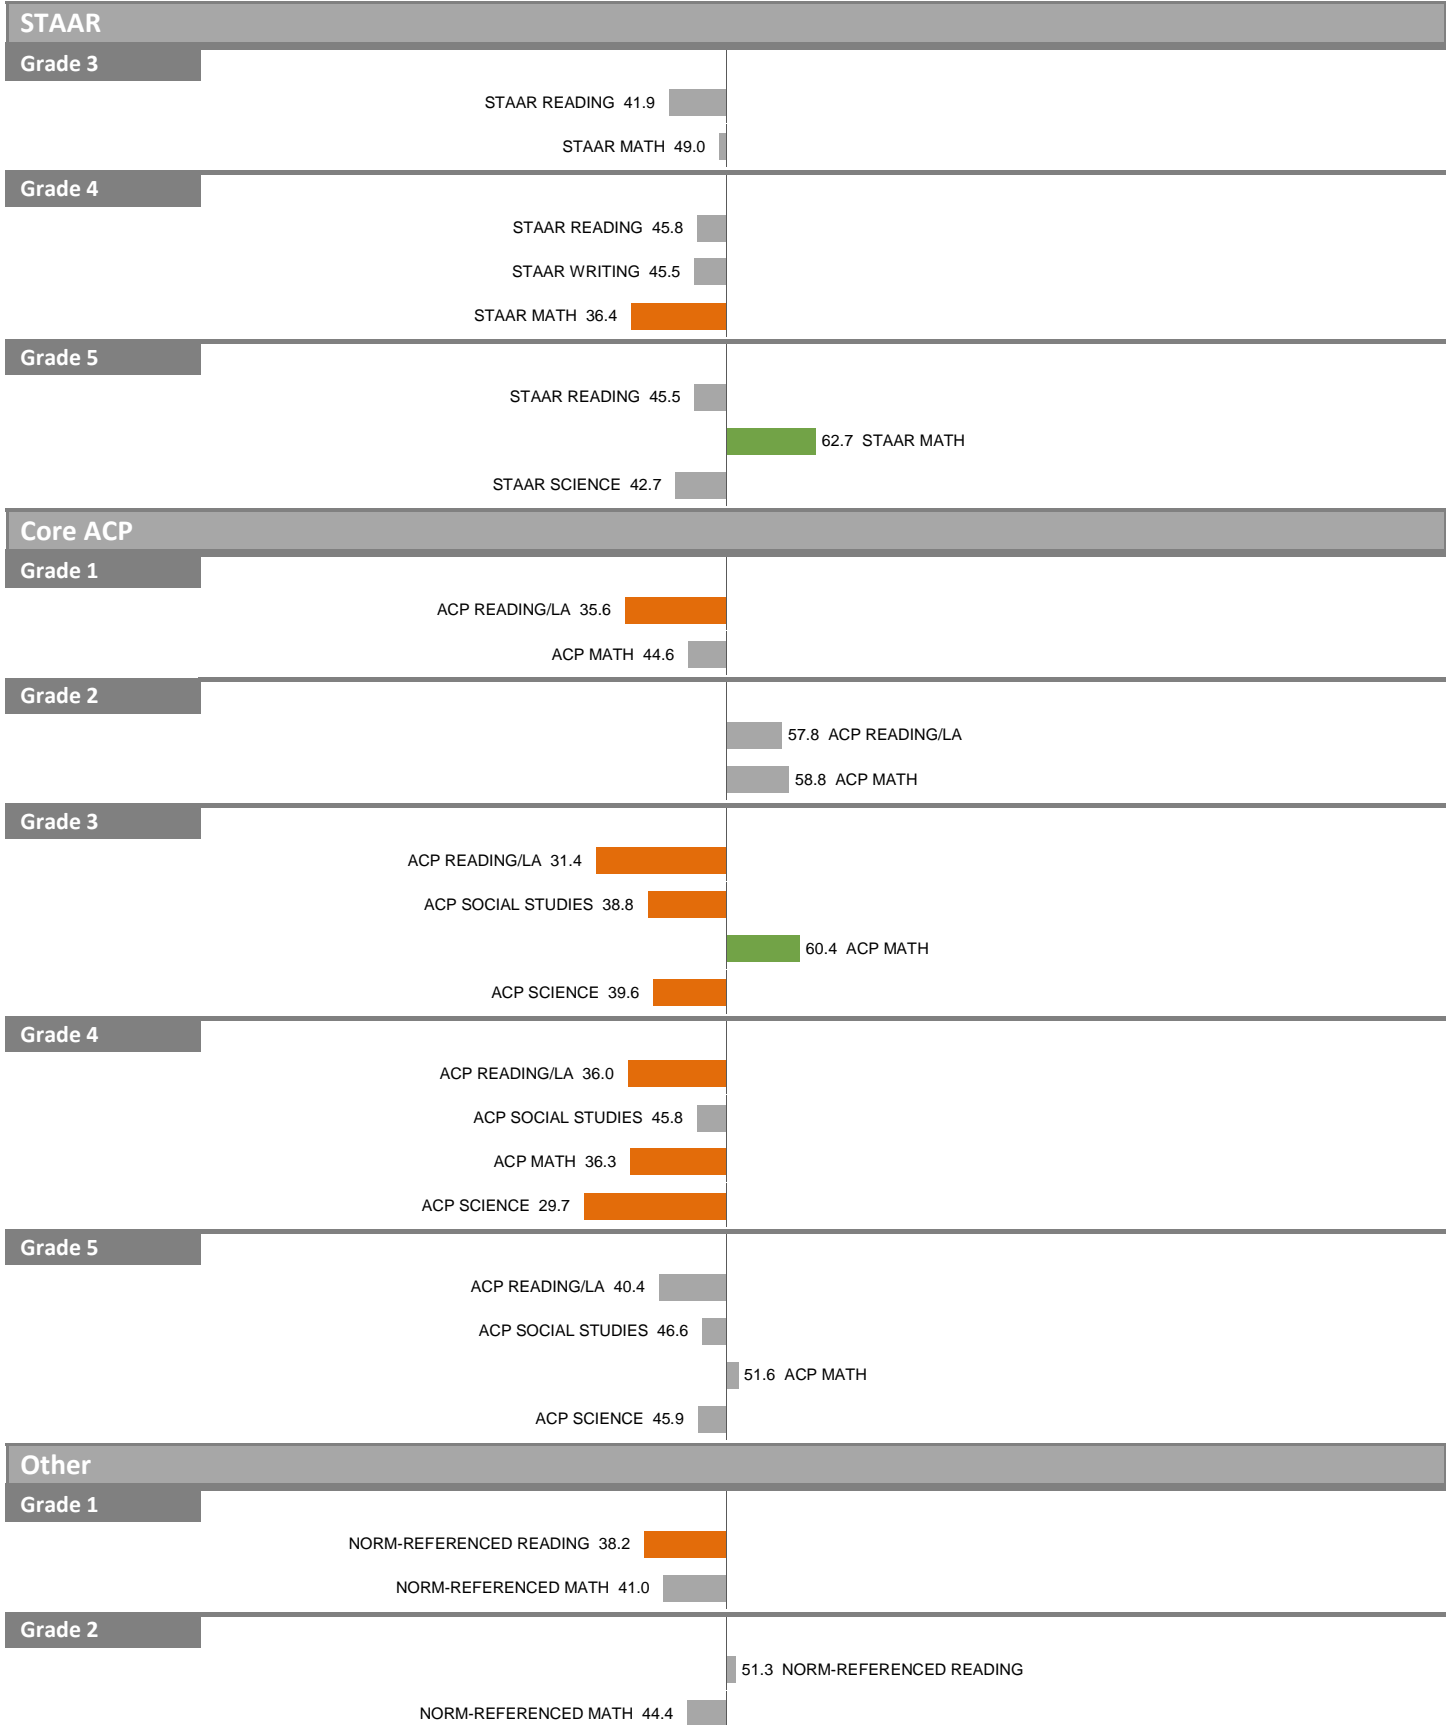 STAAR
Grade 3
STAAR READING 41.9
STAAR MATH 49.0
Grade 4
STAAR READING 45.8
STAAR WRITING 45.5
STAAR MATH 36.4
Grade 5
STAAR READING 45.5
62.7 STAAR MATH
STAAR SCIENCE 42.7
Core ACP
Grade 1
ACP READING/LA 35.6
ACP MATH 44.6
Grade 2
57.8 ACP READING/LA
58.8 ACP MATH
Grade 3
ACP READING/LA 31.4
ACP SOCIAL STUDIES 38.8
60.4 ACP MATH
ACP SCIENCE 39.6
Grade 4
ACP READING/LA 36.0
ACP SOCIAL STUDIES 45.8
ACP MATH 36.3
ACP SCIENCE 29.7
Grade 5
ACP READING/LA 40.4
ACP SOCIAL STUDIES 46.6
51.6 ACP MATH
ACP SCIENCE 45.9
Other
Grade 1
NORM-REFERENCED READING 38.2
NORM-REFERENCED MATH 41.0
Grade 2
51.3 NORM-REFERENCED READING
NORM-REFERENCED MATH 44.4